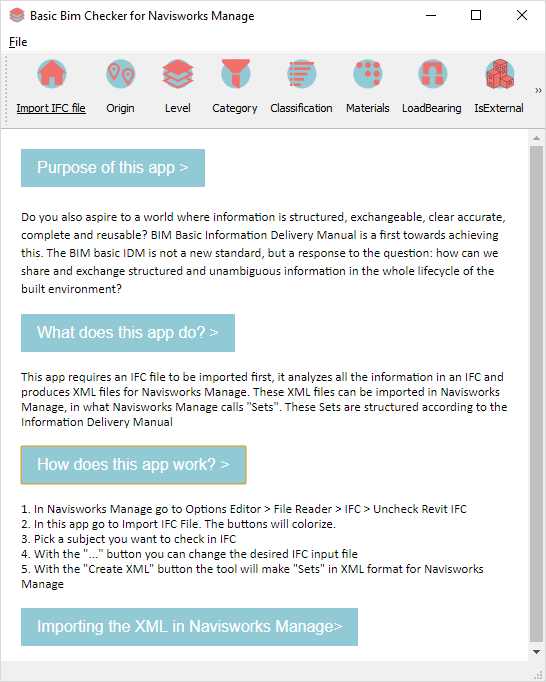 Basic Bim Checker for Navisworks Manage
File
Import IFC file Origin Level Category Classification Materials LoadBearing IsExternal »
Purpose of this app >
Do you also aspire to a world where information is structured, exchangeable, clear accurate,
complete and reusable? BIM Basic Information Delivery Manual is a first towards achieving
this. The BIM basic IDM is not a new standard, but a response to the question: how can we
share and exchange structured and unambiguous information in the whole lifecycle of the
built environment?
What does this app do? >
This app requires an IFC file to be imported first, it analyzes all the information in an IFC and
produces XML files for Navisworks Manage. These XML files can be imported in Navisworks
Manage, in what Navisworks Manage calls "Sets". These Sets are structured according to the
Information Delivery Manual
How does this app work? >
1. In Navisworks Manage go to Options Editor > File Reader > IFC > Uncheck Revit IFC
2. In this app go to Import IFC File. The buttons will colorize.
3. Pick a subject you want to check in IFC
4. With the "..." button you can change the desired IFC input file
5. With the "Create XML" button the tool will make "Sets" in XML format for Navisworks
Manage
Importing the XML in Navisworks Manage>